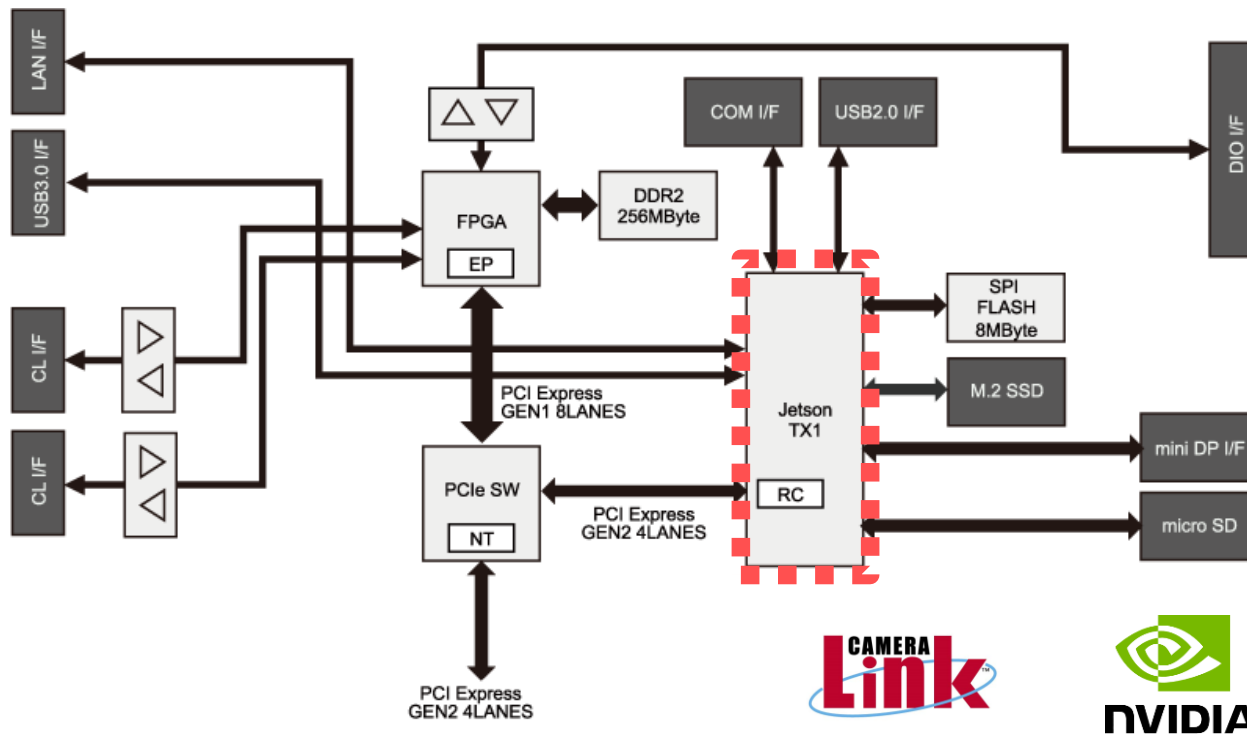 LAN I/F
USB3.0 I/F
CL I/F
CL I/F
FPGA
EP
DDR2
256MByte
COM I/F
USB2.0 I/F
DIO I/F
PCI Express
GEN1 8LANES
PCIe SW
NT
PCI Express
GEN2 4LANES
PCI Express
GEN2 4LANES
Jetson
TX1
RC
SPI
FLASH
8MByte
M.2 SSD
mini DP I/F
micro SD
CAMERA
Link™
NVIDIA